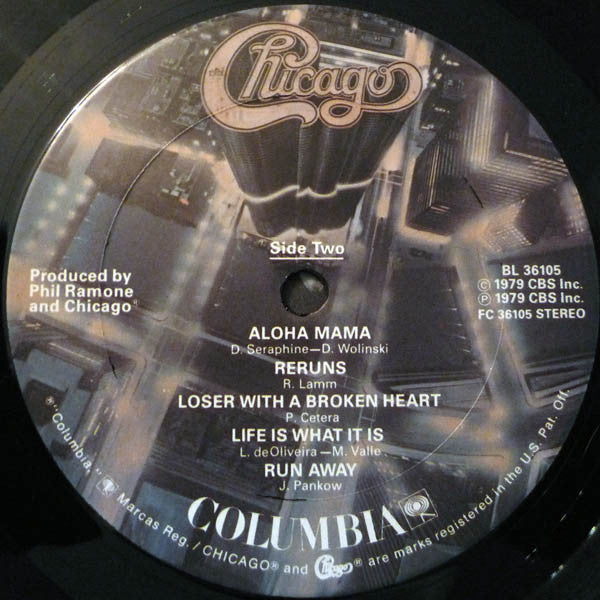 Chicago
Side Two
Produced by
Phil Ramone
and Chicago®
BL 36105
Ⓒ 1979 CBS Inc.
Ⓟ 1979 CBS Inc.
FC 36105 STEREO
ALOHA MAMA
D. Seraphine—D. Wolinski
RERUNS
R. Lamm
LOSER WITH A BROKEN HEART
P. Cetera
LIFE IS WHAT IT IS
L. deOliveira—M. Valle
RUN AWAY
J. Pankow
COLUMBIA
® "Columbia," Marcas Reg./CHICAGO® and Chicago® are marks registered in the U.S. Pat. Off.